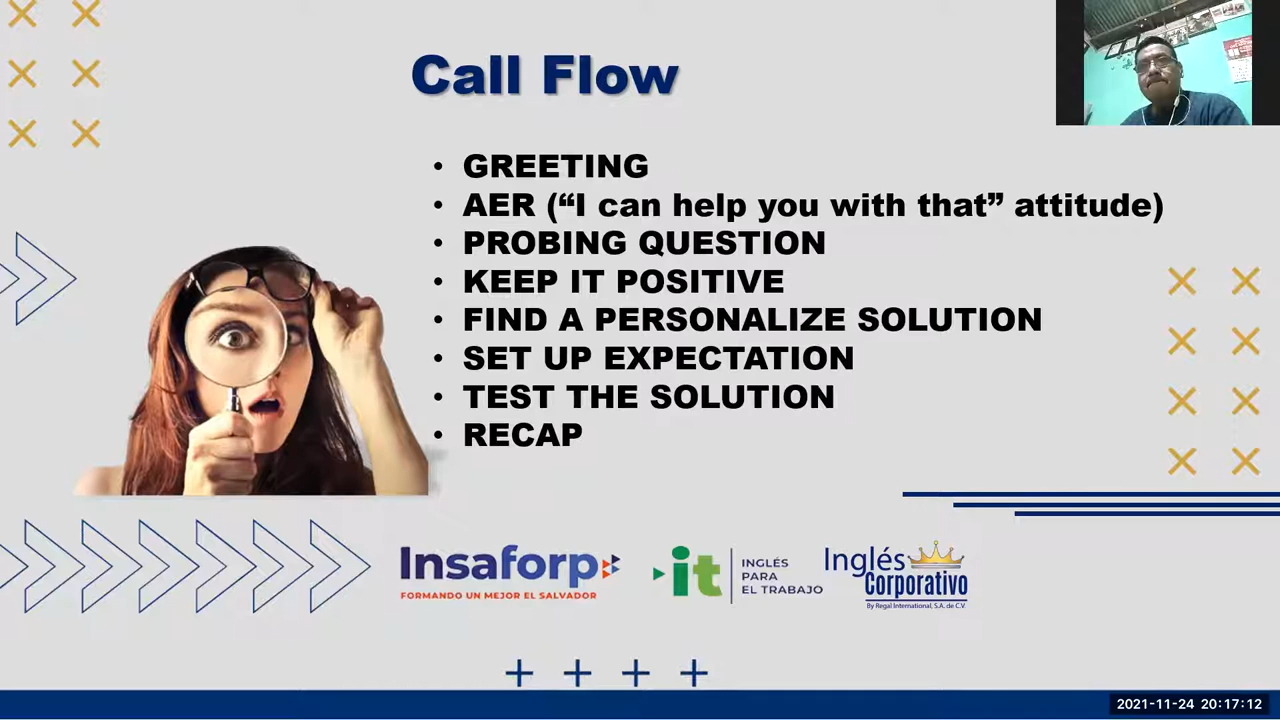 Call Flow
• GREETING
• AER (“I can help you with that” attitude)
• PROBING QUESTION
• KEEP IT POSITIVE
• FIND A PERSONALIZE SOLUTION
• SET UP EXPECTATION
• TEST THE SOLUTION
• RECAP
Insaforp
FORMANDO UN MEJOR EL SALVADOR
it
INGLÉS
PARA
EL TRABAJO
Inglés
Corporativo
By Regal International, S.A. de C.V.
2021-11-24 20:17:12